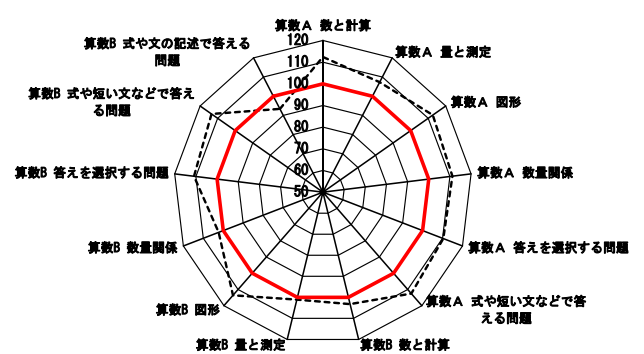 算数Ａ 数と計算
算数Ａ 量と測定
算数Ａ 図形
算数Ａ 数量関係
算数Ａ 答えを選択する問題
算数Ａ 式や短い文などで答
える問題
算数B 数と計算
算数B 量と測定
算数B 図形
算数B 数量関係
算数B 答えを選択する問題
算数B 式や短い文などで答え
る問題
算数B 式や文の記述で答える
問題
120
110
100
90
80
70
60
50